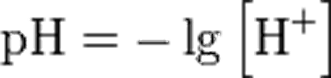 pH = − lg [H⁺]